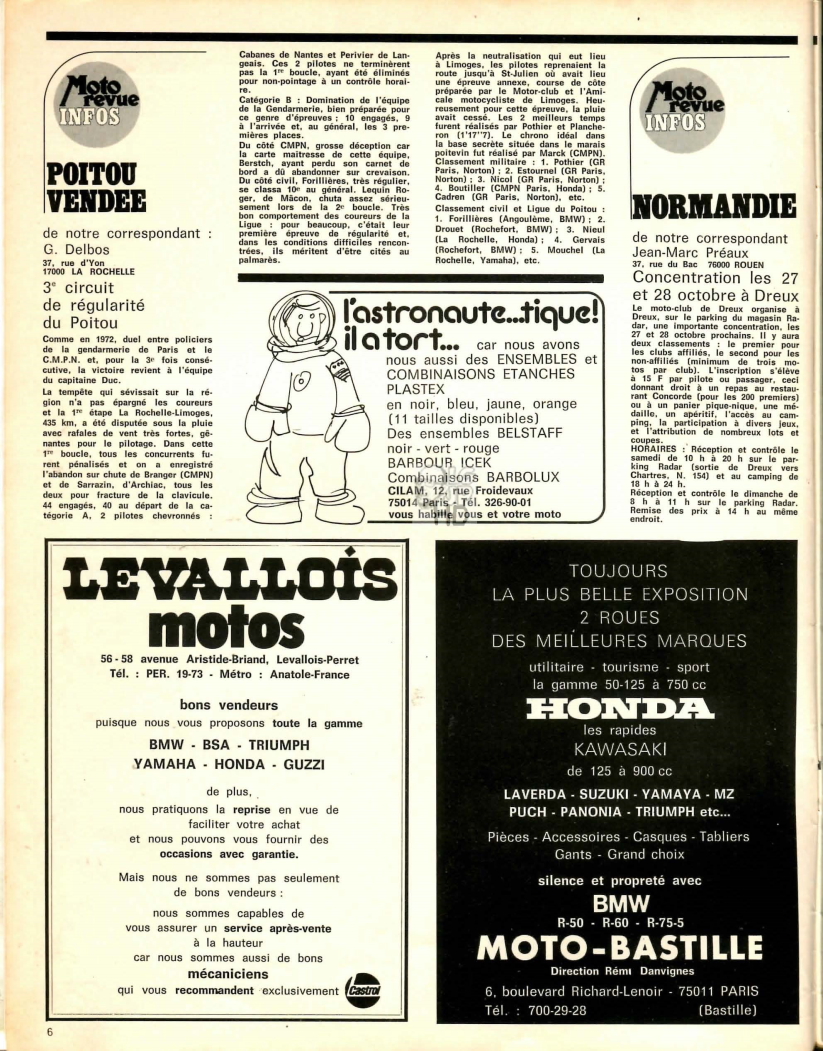 Moto
revue
INFOS
POITOU
VENDEE
de notre correspondant :
G. Delbos
37, rue d'Yon
17000 LA ROCHELLE
3e circuit
de régularité
du Poitou
Comme en 1972, duel entre policiers
de la gendarmerie de Paris et le
C.M.P.N. et, pour la 3e fois consé-
cutive, la victoire revient à l'équipe
du capitaine Duc.
La tempête qui sévissait sur la ré-
gion n'a pas épargné les coureurs
et la 1re étape La Rochelle-Limoges,
435 km, a été disputée sous la pluie
avec rafales de vent très fortes, gê-
nantes pour le pilotage. Dans cette
1re boucle, tous les concurrents fu-
rent pénalisés et on a enregistré
l'abandon sur chute de Branger (CMPN)
et de Sarrazin, d'Archiac, tous les
deux pour fracture de la clavicule.
44 engagés, 40 au départ de la ca-
tégorie A, 2 pilotes chevronnés :
Cabanes de Nantes et Perivier de Lan-
geais. Ces 2 pilotes ne terminèrent
pas la 1re boucle, ayant été éliminés
pour non-pointage à un contrôle horai-
re.
Catégorie B : Domination de l'équipe
de la Gendarmerie, bien préparée pour
ce genre d'épreuves ; 10 engagés, 9
à l'arrivée et, au général, les 3 pre-
mières places.
Du côté CMPN, grosse déception car
la carte maitresse de cette équipe,
Berstch, ayant perdu son carnet de
bord a dû abandonner sur crevaison.
Du côté civil, Forillières, très régulier,
se classa 10e au général. Lequin Ro-
ger, de Mâcon, chuta assez sérieu-
sement lors de la 2e boucle. Très
bon comportement des coureurs de la
Ligue : pour beaucoup, c'était leur
première épreuve de régularité et,
dans les conditions difficiles rencon-
trées, ils méritent d'être cités au
palmarès.
Après la neutralisation qui eut lieu
à Limoges, les pilotes reprenaient la
route jusqu'à St-Julien où avait lieu
une épreuve annexe, course de côte
préparée par le Motor-club et l'Ami-
cale motocycliste de Limoges. Heu-
reusement pour cette épreuve, la pluie
avait cessé. Les 2 meilleurs temps
furent réalisés par Pothier et Planche-
ron (1'17"7). Le chrono idéal dans
la base secrète située dans le marais
poitevin fut réalisé par Marck (CMPN).
Classement militaire : 1. Pothier (GR
Paris, Norton) ; 2. Estournel (GR Paris,
Norton) ; 3. Nicol (GR Paris, Norton) ;
4. Boutiller (CMPN Paris, Honda) ; 5.
Cadren (GR Paris, Norton), etc.
Classement civil et Ligue du Poitou :
1. Forillières (Angoulème, BMW) ; 2.
Drouet (Rochefort, BMW) ; 3. Nieul
(La Rochelle, Honda) ; 4. Gervais
(Rochefort, BMW) ; 5. Mouchel (La
Rochelle, Yamaha), etc.
l'astronaute...tique!
il a tort... car nous avons
nous aussi des ENSEMBLES et
COMBINAISONS ETANCHES
PLASTEX
en noir, bleu, jaune, orange
(11 tailles disponibles)
Des ensembles BELSTAFF
noir - vert - rouge
BARBOUR ICEK
Combinaisons BARBOLUX
CILAM, 12, rue Froidevaux
75014 Paris - Tél. 326-90-01
vous habille vous et votre moto
Moto
revue
INFOS
NORMANDIE
de notre correspondant
Jean-Marc Préaux
37, rue du Bac 76000 ROUEN
Concentration les 27
et 28 octobre à Dreux
Le moto-club de Dreux organise à
Dreux, sur le parking du magasin Ra-
dar, une importante concentration, les
27 et 28 octobre prochains. Il y aura
deux classements : le premier pour
les clubs affiliés, le second pour les
non-affiliés (minimum de trois mo-
tos par club). L'inscription s'élève
à 15 F par pilote ou passager, ceci
donnant droit à un repas au restau-
rant Concorde (pour les 200 premiers)
ou à un panier pique-nique, une mé-
daille, un apéritif, l'accès au cam-
ping, la participation à divers jeux,
et l'attribution de nombreux lots et
coupes.
HORAIRES : Réception et contrôle le
samedi de 10 h à 20 h sur le par-
king Radar (sortie de Dreux vers
Chartres, N. 154) et au camping de
18 h à 24 h.
Réception et contrôle le dimanche de
8 h à 11 h sur le parking Radar.
Remise des prix à 14 h au même
endroit.
LEVALLOIS
motos
56 - 58 avenue Aristide-Briand, Levallois-Perret
Tél. : PER. 19-73 - Métro : Anatole-France
bons vendeurs
puisque nous vous proposons toute la gamme
BMW - BSA - TRIUMPH
YAMAHA - HONDA - GUZZI
de plus,
nous pratiquons la reprise en vue de
faciliter votre achat
et nous pouvons vous fournir des
occasions avec garantie.
Mais nous ne sommes pas seulement
de bons vendeurs :
nous sommes capables de
vous assurer un service après-vente
à la hauteur
car nous sommes aussi de bons
mécaniciens
qui vous recommandent exclusivement Castrol
TOUJOURS
LA PLUS BELLE EXPOSITION
2 ROUES
DES MEILLEURES MARQUES
utilitaire - tourisme - sport
la gamme 50-125 à 750 cc
HONDA
les rapides
KAWASAKI
de 125 à 900 cc
LAVERDA - SUZUKI - YAMAYA - MZ
PUCH - PANONIA - TRIUMPH etc...
Pièces - Accessoires - Casques - Tabliers
Gants - Grand choix
silence et propreté avec
BMW
R-50 - R-60 - R-75-5
MOTO-BASTILLE
Direction Rémi Danvignes
6, boulevard Richard-Lenoir - 75011 PARIS
Tél. : 700-29-28 (Bastille)
6